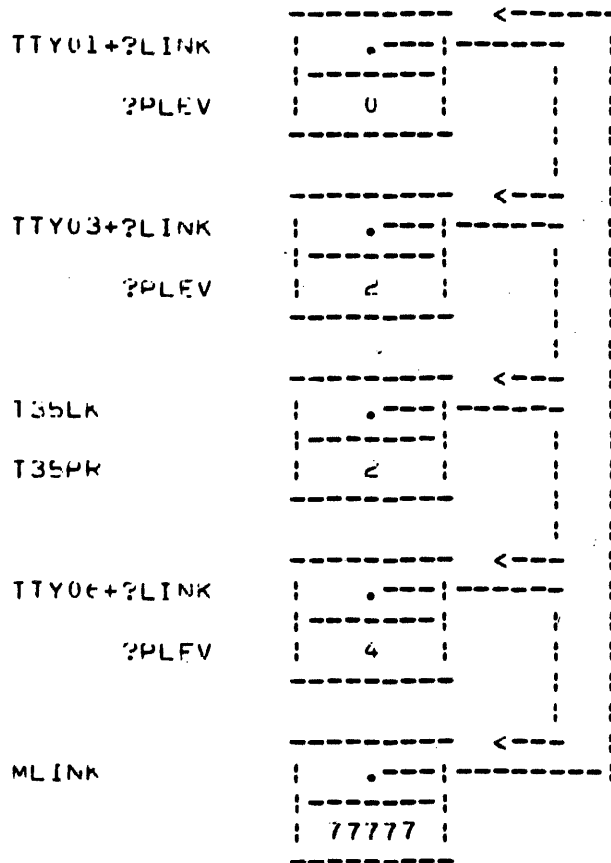 TTY01+?LINK
?PLEV 0
TTY03+?LINK
?PLEV 2
T35LK
T35PR 2
TTY06+?LINK
?PLEV 4
MLINK
77777